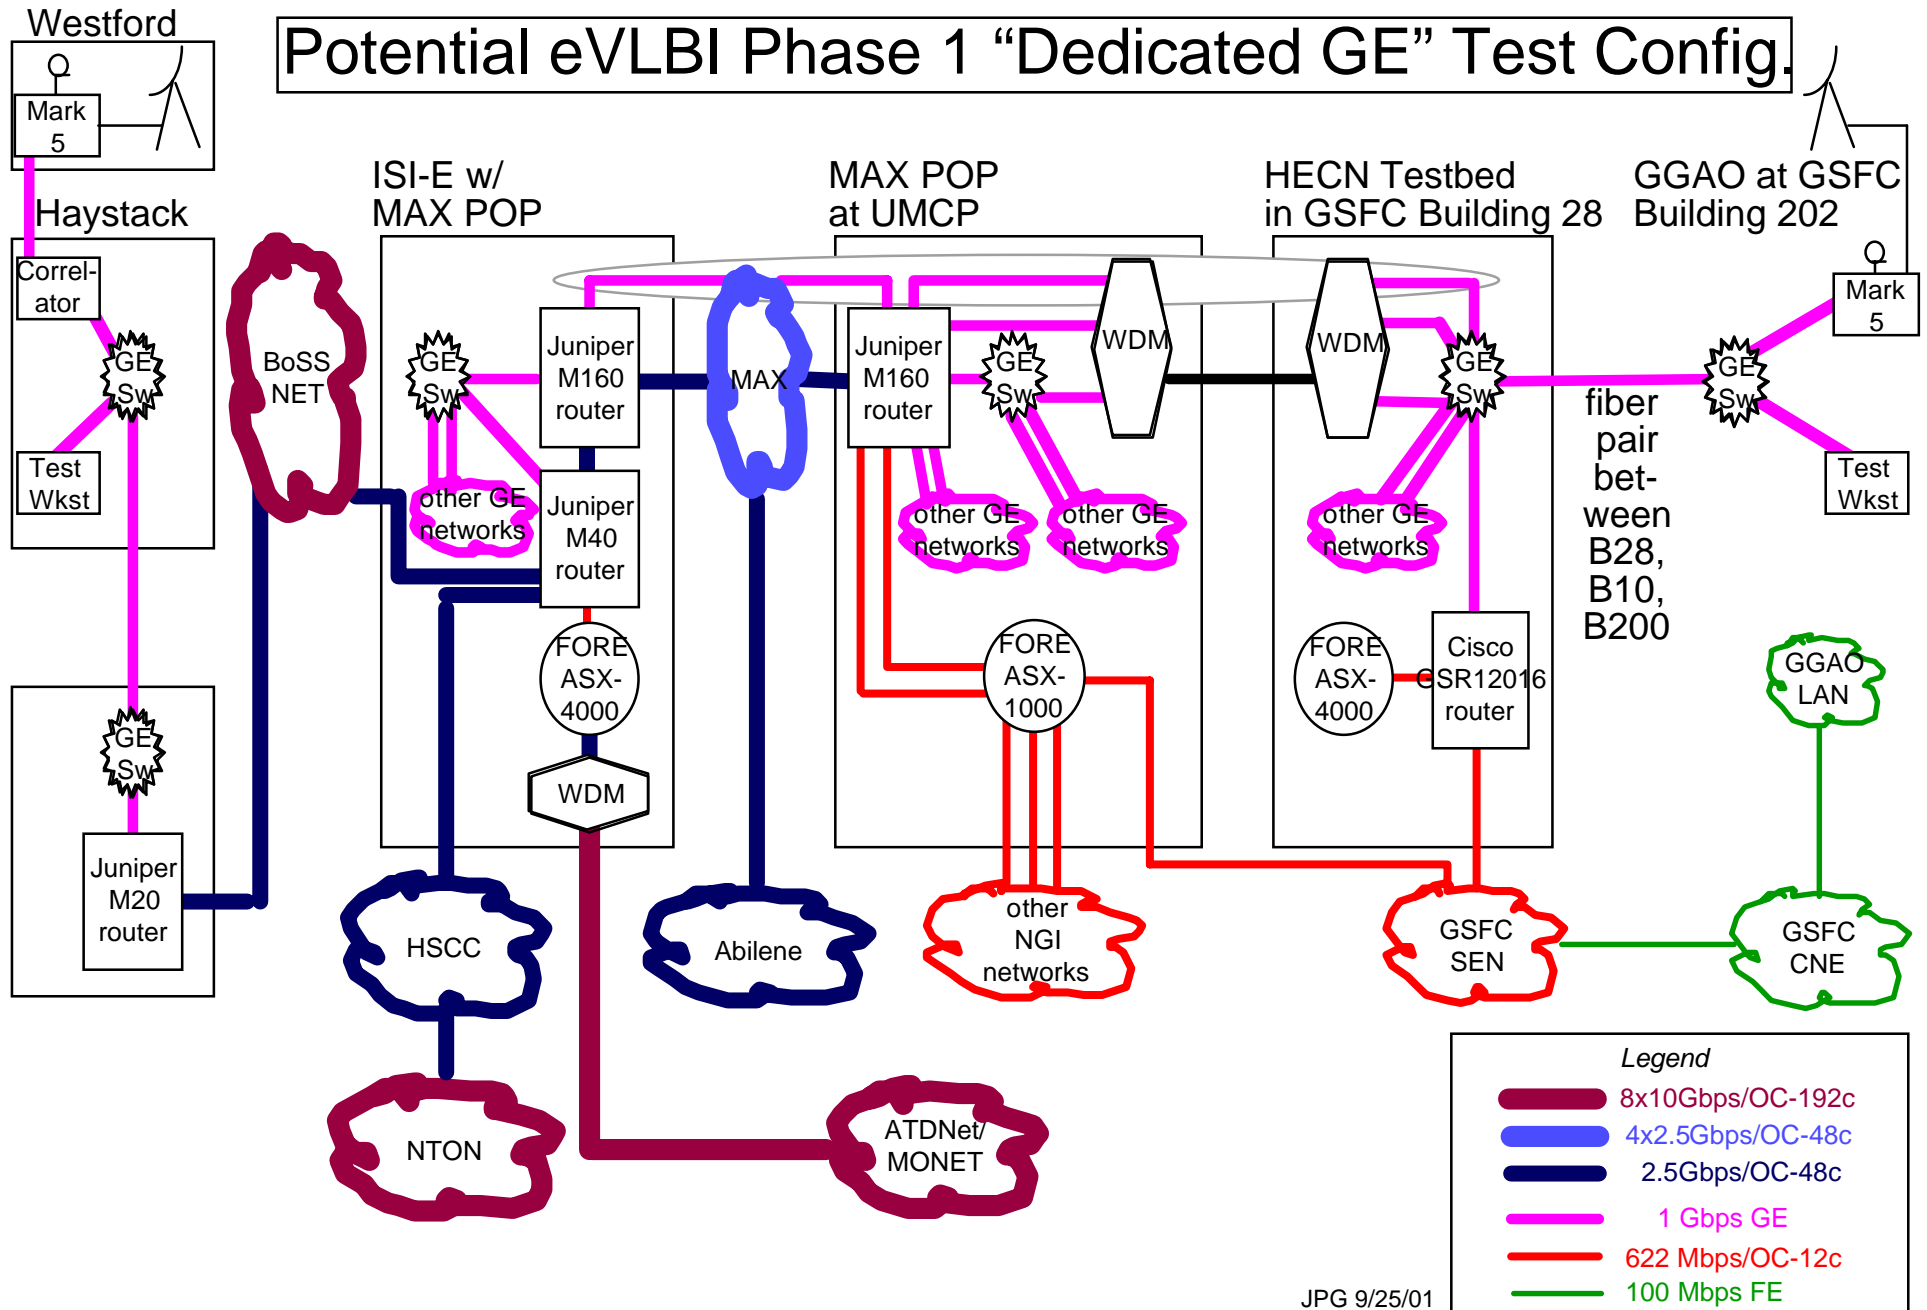 Westford
Potential eVLBI Phase 1 “Dedicated GE” Test Config.
Mark
5
ISI-E w/
MAX POP
MAX POP
at UMCP
HECN Testbed
in GSFC Building 28
GGAO at GSFC
Building 202
Haystack
Correl-
ator
GE
Sw
Test
Wkst
BoSS
NET
GE
Sw
Juniper
M160
router
other GE
networks
Juniper
M40
router
FORE
ASX-
4000
WDM
MAX
Juniper
M160
router
GE
Sw
WDM
other GE
networks
other GE
networks
FORE
ASX-
1000
WDM
GE
Sw
other GE
networks
FORE
ASX-
4000
Cisco
GSR12016
router
fiber
pair
bet-
ween
B28,
B10,
B200
Mark
5
GE
Sw
Test
Wkst
GGAO
LAN
GE
Sw
Juniper
M20
router
HSCC
Abilene
other
NGI
networks
GSFC
SEN
GSFC
CNE
NTON
ATDNet/
MONET
Legend
8x10Gbps/OC-192c
4x2.5Gbps/OC-48c
2.5Gbps/OC-48c
1 Gbps GE
622 Mbps/OC-12c
100 Mbps FE
JPG 9/25/01